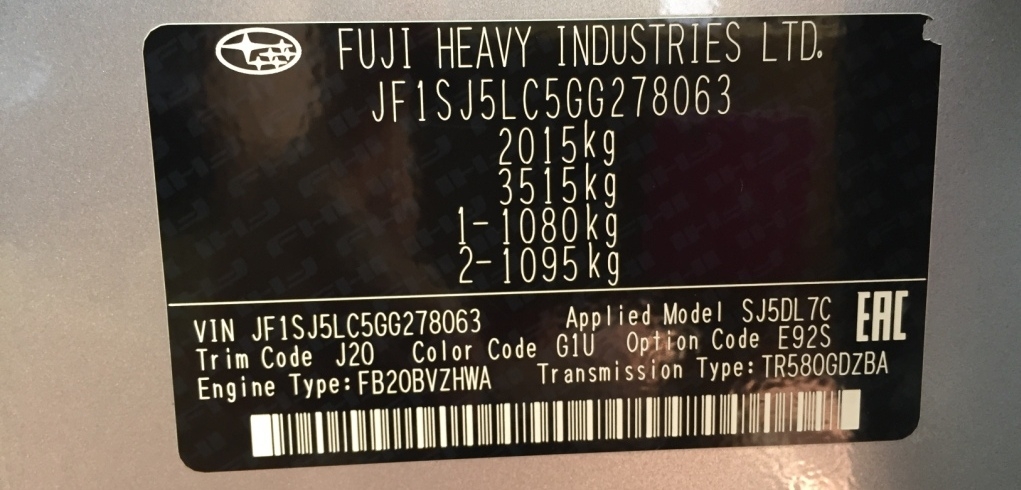 FUJI HEAVY INDUSTRIES LTD.
JF1SJ5LC5GG278063
2015kg
3515kg
1-1080kg
2-1095kg
VIN JF1SJ5LC5GG278063 Applied Model SJ5DL7C
Trim Code J20 Color Code G1U Option Code E92S
Engine Type:FB20BVZHWA Transmission Type:TR580GDZBA
EAC